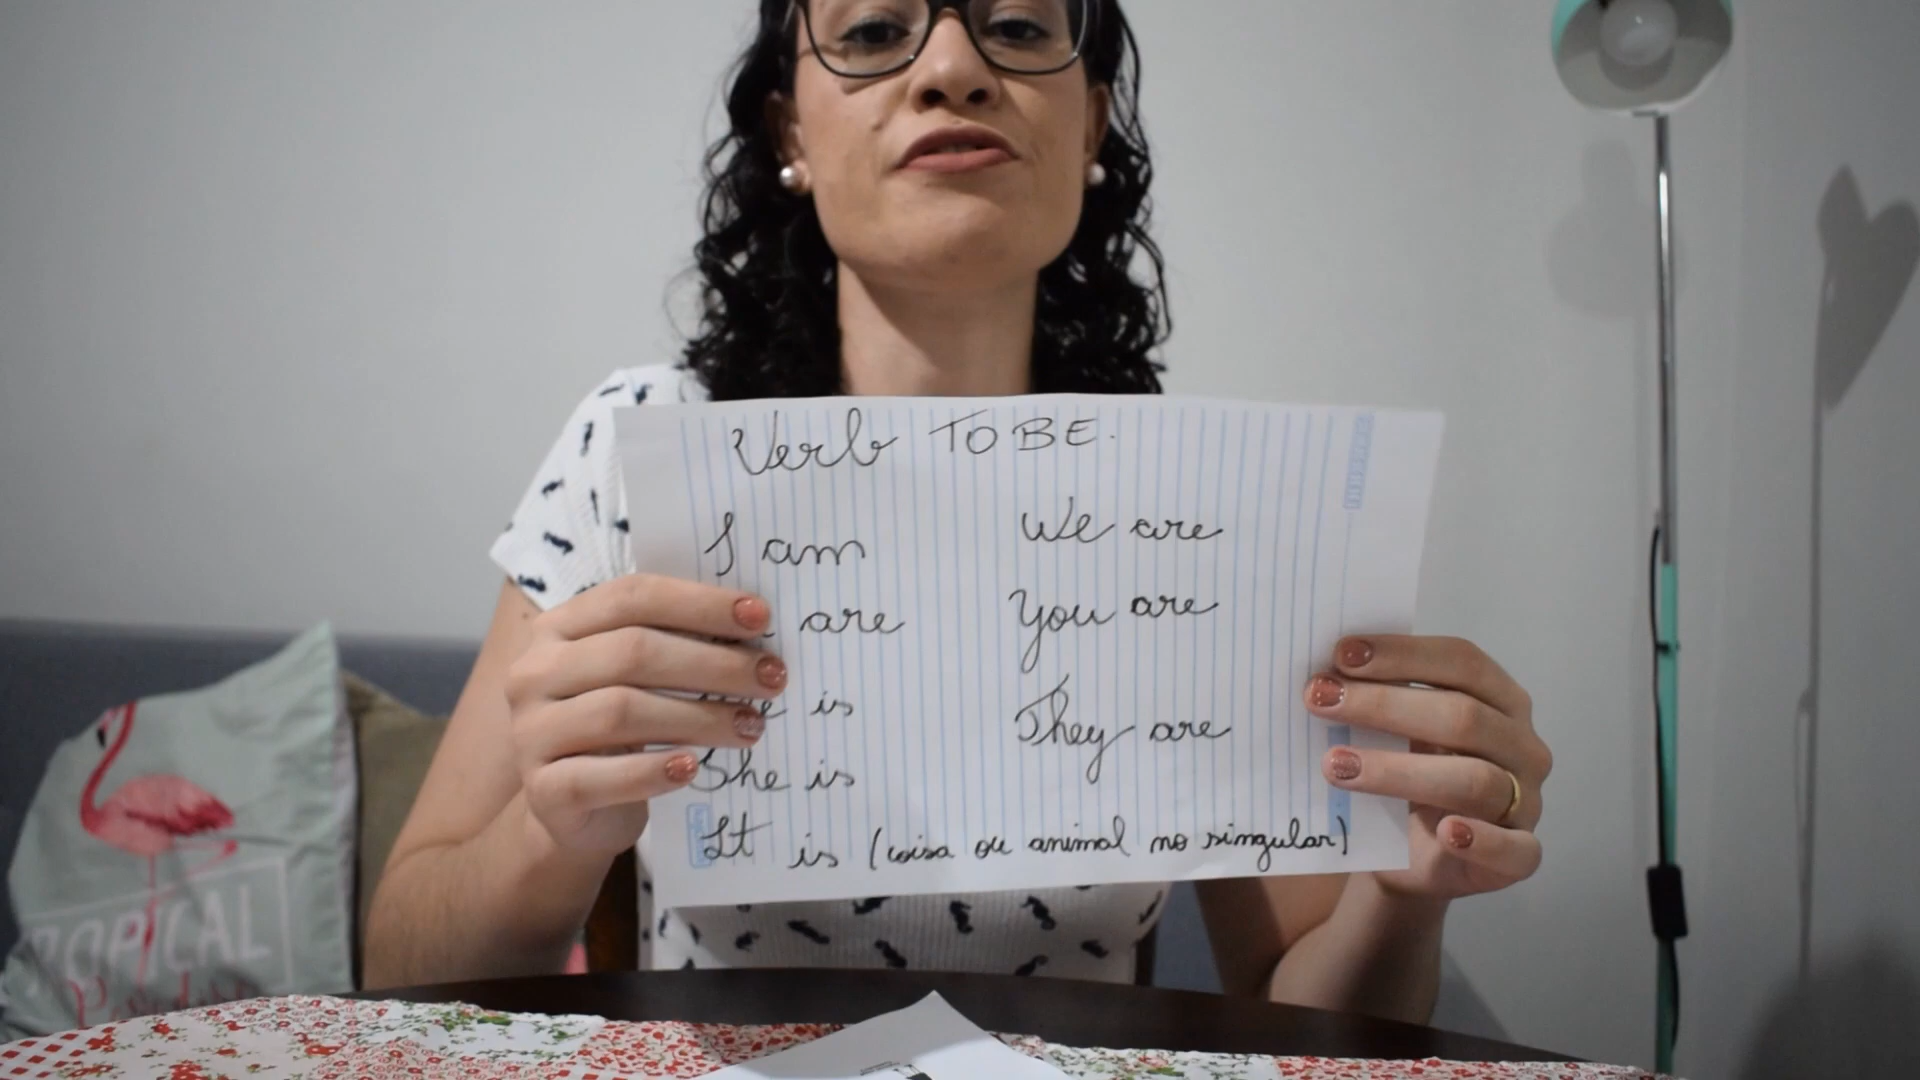 Verb TO BE.
I am
are
is
She is
It is (coisa ou animal no singular)
We are
You are
They are
TROPICAL